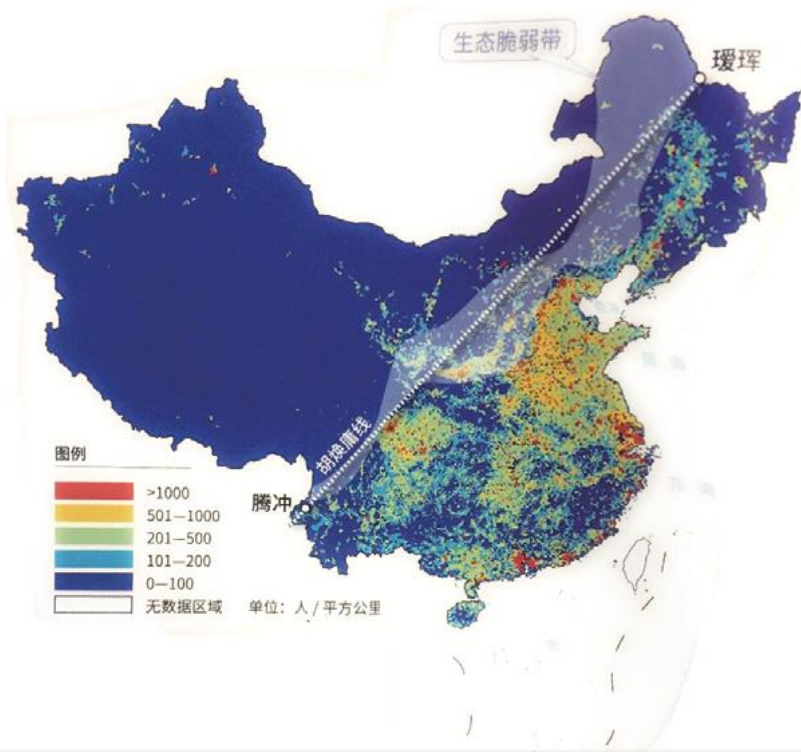 生态脆弱带
瑷珲
胡焕庸线
腾冲
图例
>1000
501—1000
201—500
101—200
0—100
无数据区域
单位：人 / 平方公里